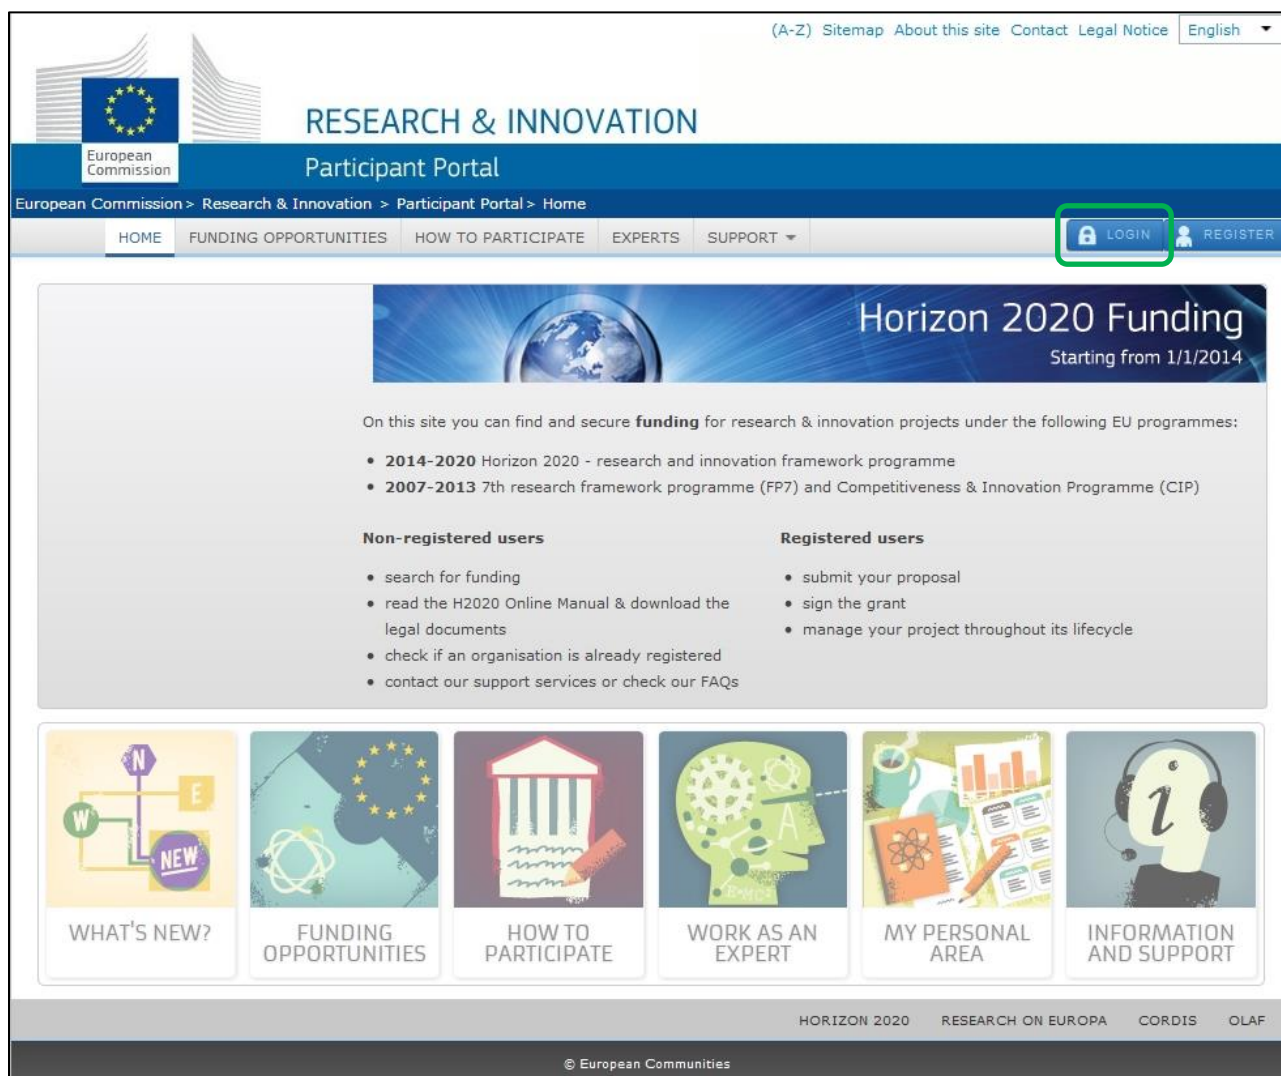 (A-Z) Sitemap About this site Contact Legal Notice English
RESEARCH & INNOVATION
European
Commission
Participant Portal
European Commission > Research & Innovation > Participant Portal > Home
HOME FUNDING OPPORTUNITIES HOW TO PARTICIPATE EXPERTS SUPPORT LOGIN REGISTER
Horizon 2020 Funding
Starting from 1/1/2014
On this site you can find and secure funding for research & innovation projects under the following EU programmes:
• 2014-2020 Horizon 2020 - research and innovation framework programme
• 2007-2013 7th research framework programme (FP7) and Competitiveness & Innovation Programme (CIP)
Non-registered users
• search for funding
• read the H2020 Online Manual & download the
legal documents
• check if an organisation is already registered
• contact our support services or check our FAQs
Registered users
• submit your proposal
• sign the grant
• manage your project throughout its lifecycle
N
E
W
NEW
A
E=MC²
i
WHAT'S NEW?
FUNDING
OPPORTUNITIES
HOW TO
PARTICIPATE
WORK AS AN
EXPERT
MY PERSONAL
AREA
INFORMATION
AND SUPPORT
HORIZON 2020 RESEARCH ON EUROPA CORDIS OLAF
© European Communities